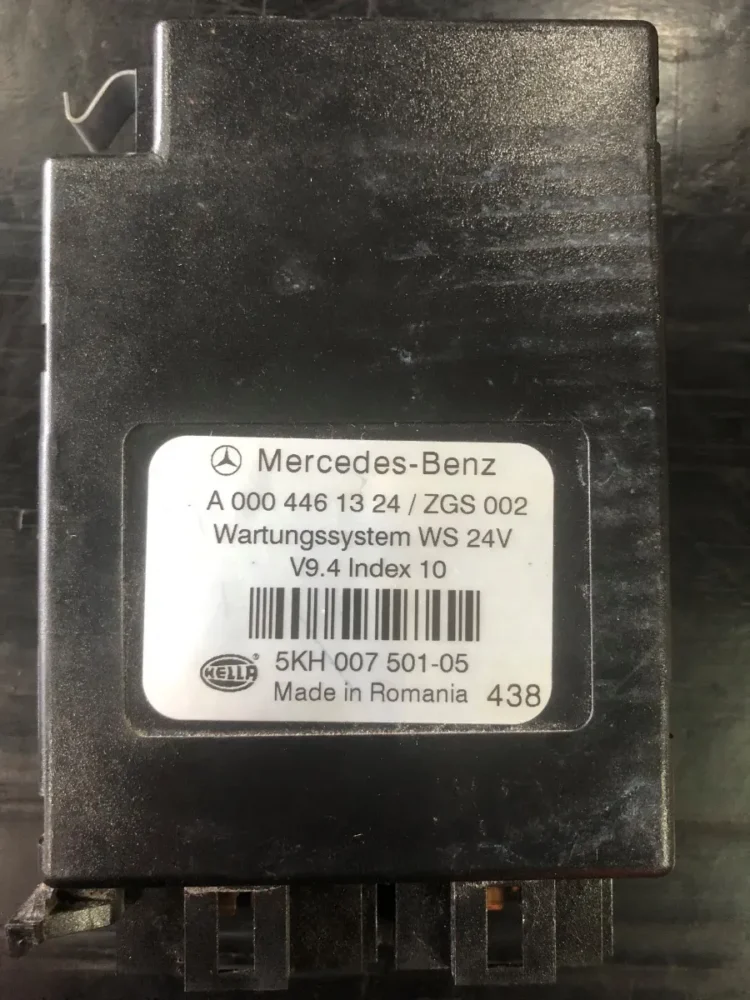 Mercedes-Benz
A 000 446 13 24 / ZGS 002
Wartungssystem WS 24V
V9.4 Index 10
HELLA 5KH 007 501-05
Made in Romania 438